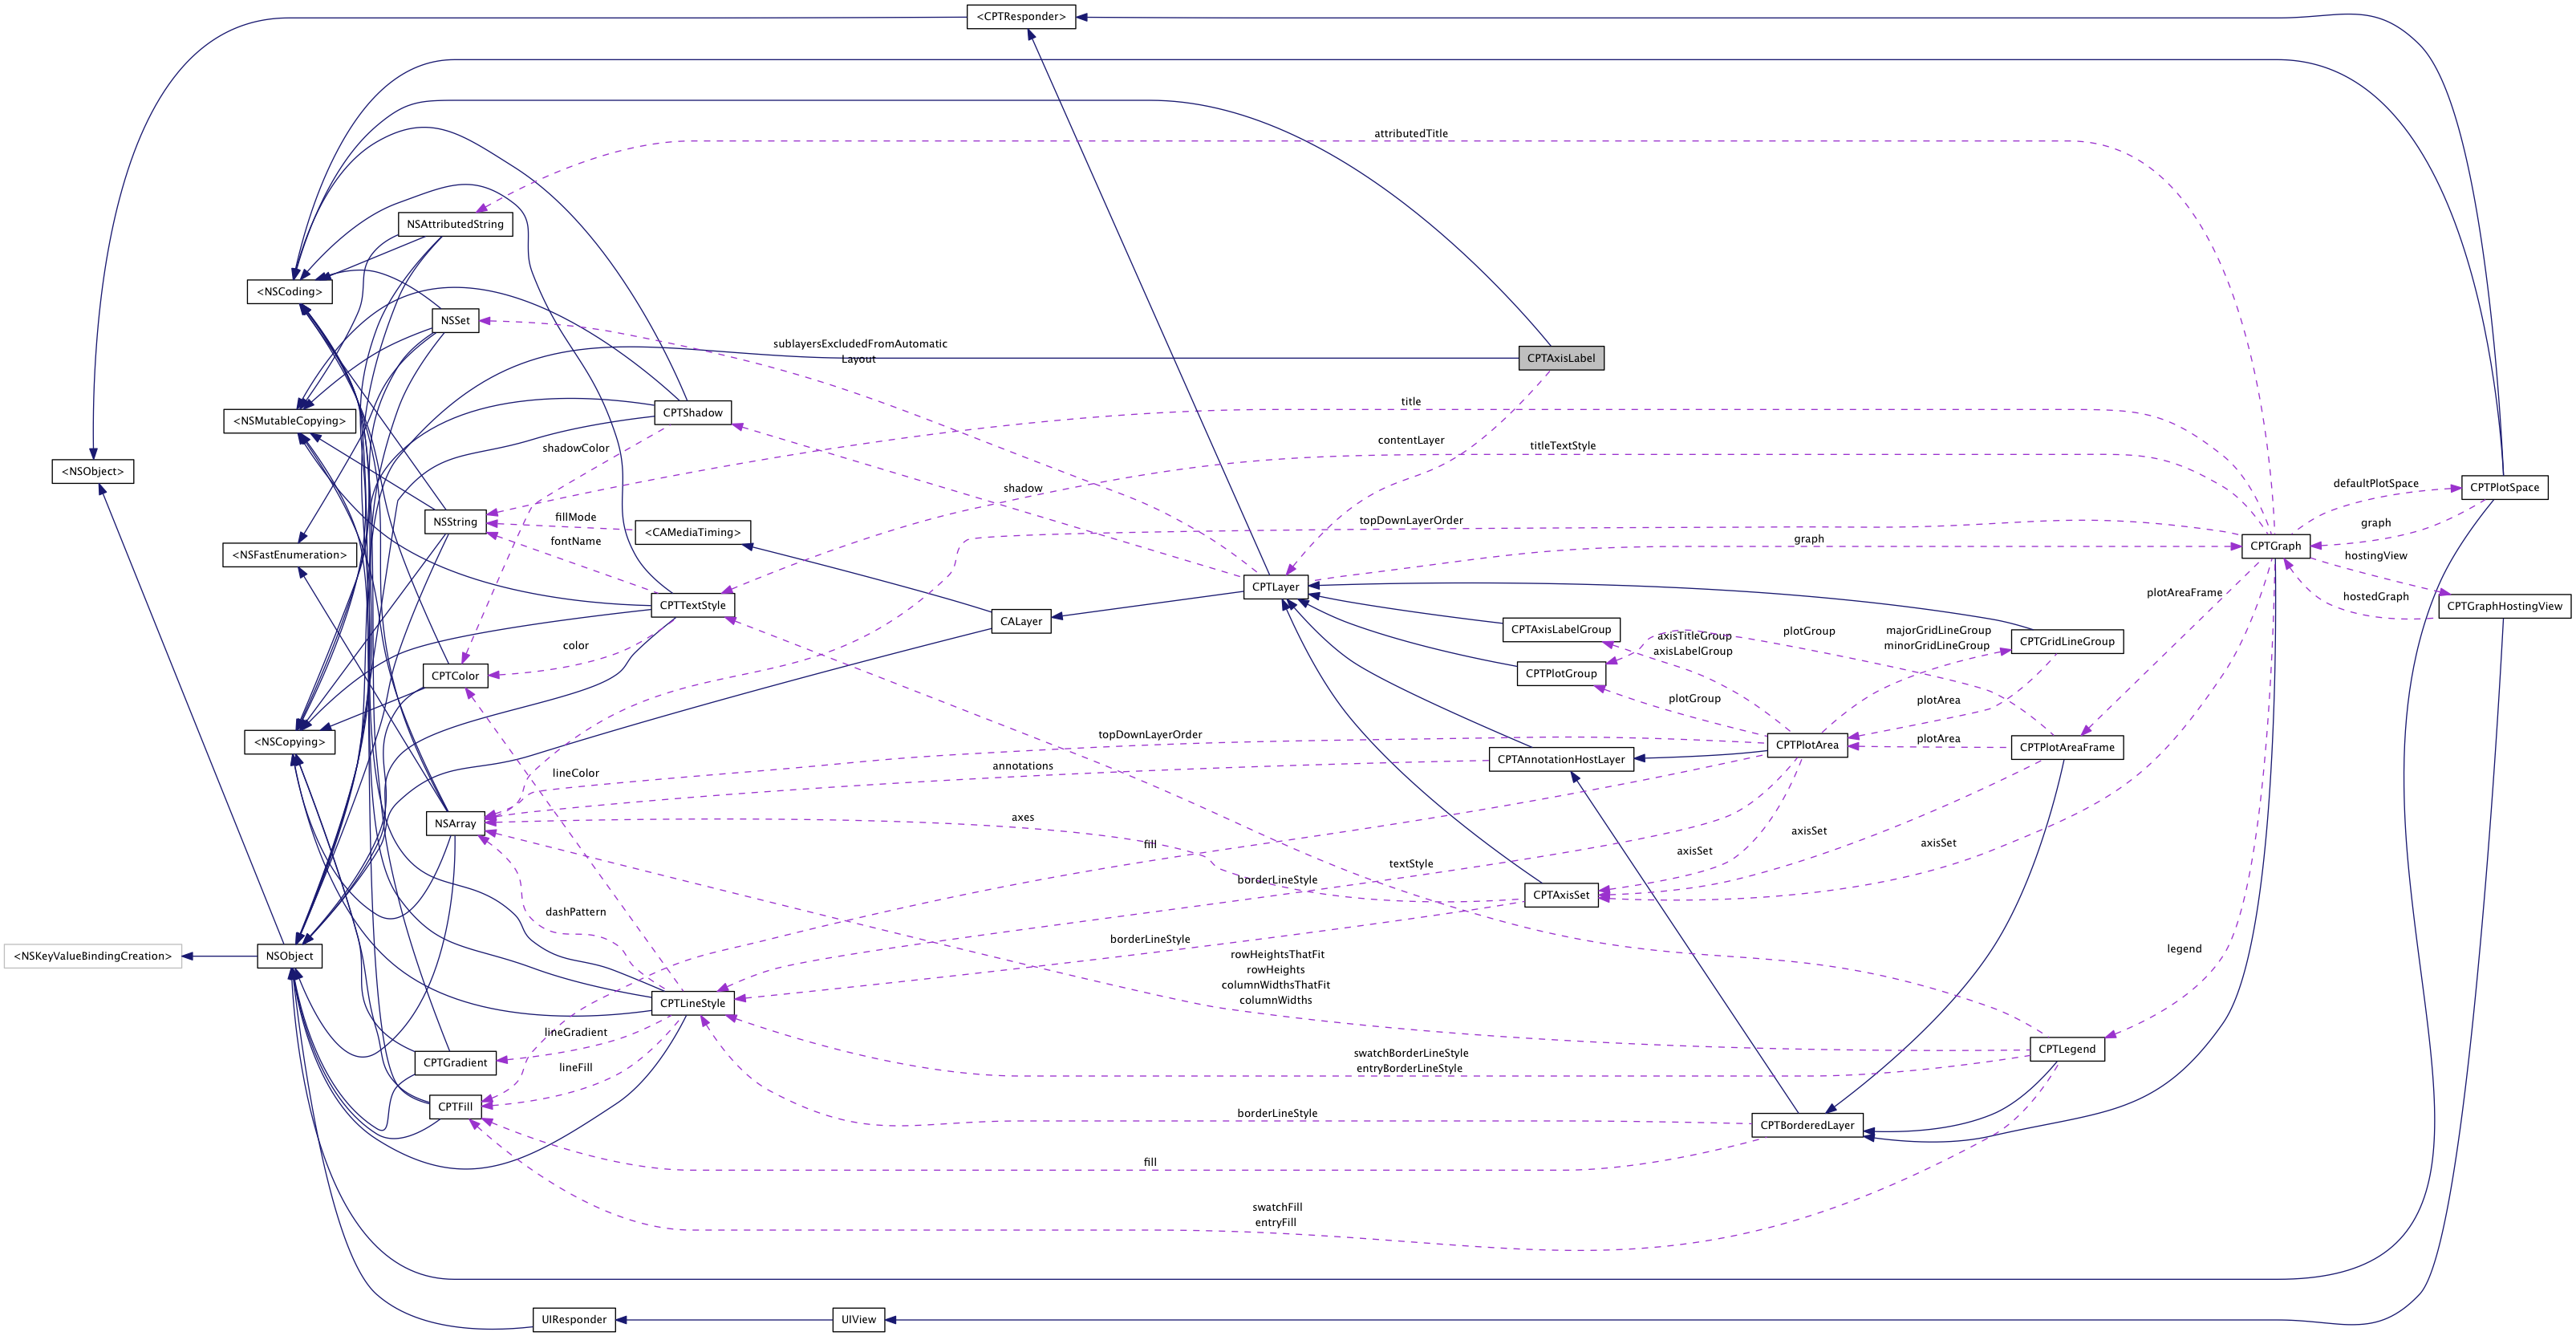 <CPTResponder>
attributedTitle
NSAttributedString
<NSCoding>
NSSet
sublayersExcludedFromAutomatic
Layout
CPTAxisLabel
title
CPTShadow
<NSMutableCopying>
contentLayer
titleTextStyle
shadowColor
<NSObject>
defaultPlotSpace
CPTPlotSpace
shadow
NSString
fillMode
<CAMediaTiming>
topDownLayerOrder
graph
fontName
graph
CPTGraph
<NSFastEnumeration>
hostingView
CPTLayer
plotAreaFrame
hostedGraph
CPTGraphHostingView
CPTTextStyle
CALayer
CPTAxisLabelGroup
axisTitleGroup
axisLabelGroup
plotGroup
majorGridLineGroup
minorGridLineGroup
CPTGridLineGroup
color
CPTColor
CPTPlotGroup
plotGroup
plotArea
<NSCopying>
topDownLayerOrder
CPTPlotArea
plotArea
CPTPlotAreaFrame
lineColor
annotations
CPTAnnotationHostLayer
NSArray
axes
axisSet
fill
axisSet
axisSet
textStyle
borderLineStyle
CPTAxisSet
dashPattern
borderLineStyle
legend
<NSKeyValueBindingCreation>
NSObject
rowHeightsThatFit
rowHeights
columnWidthsThatFit
columnWidths
CPTLineStyle
lineGradient
CPTGradient
lineFill
swatchBorderLineStyle
entryBorderLineStyle
CPTLegend
CPTFill
borderLineStyle
CPTBorderedLayer
fill
swatchFill
entryFill
UIResponder
UIView